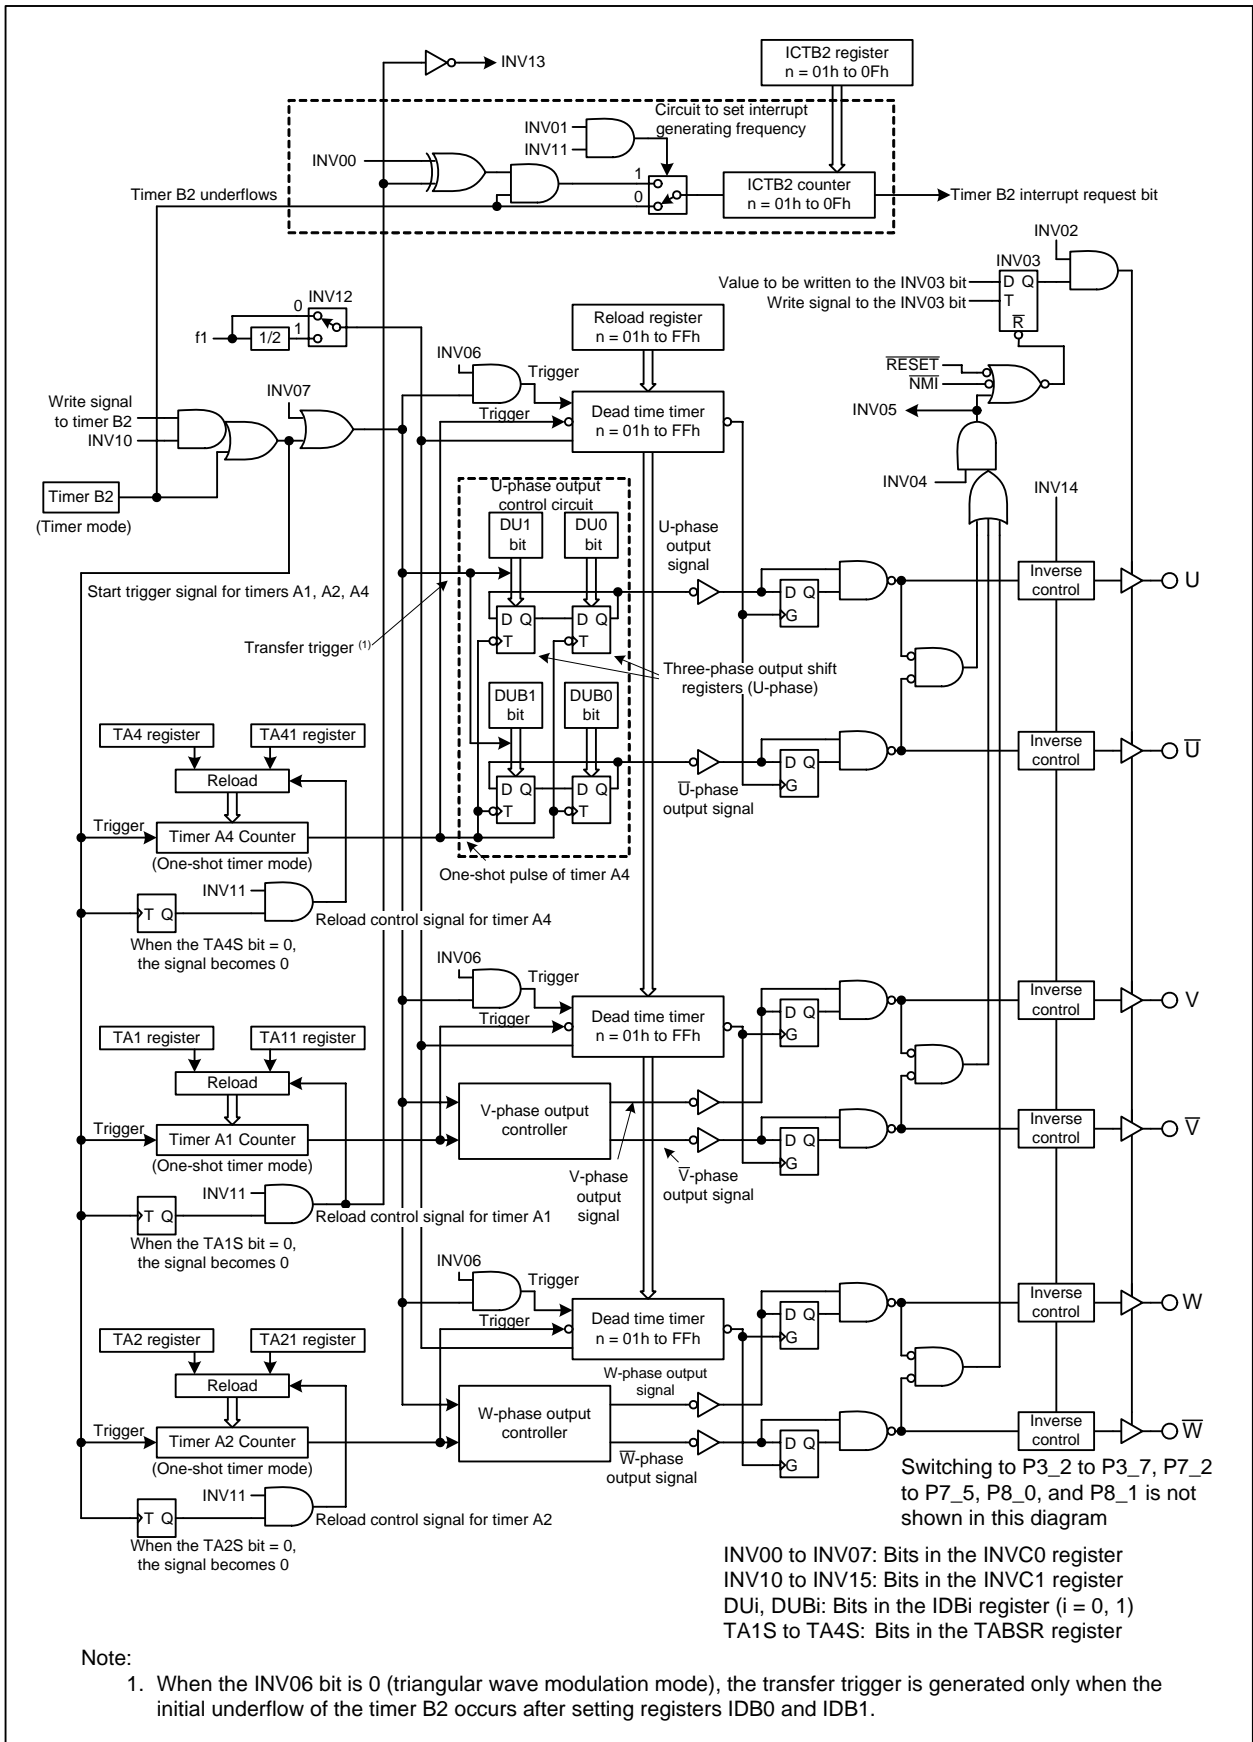 INV13
ICTB2 register
n = 01h to 0Fh
Circuit to set interrupt
generating frequency
INV01
INV11
INV00
1
0
Timer B2 underflows
ICTB2 counter
n = 01h to 0Fh
Timer B2 interrupt request bit
INV02
INV03
Value to be written to the INV03 bit
Write signal to the INV03 bit
D Q
T
R̅
INV12
0
1
f1
1/2
Reload register
n = 01h to FFh
INV06
Trigger
RESET
NMI
INV07
Write signal
to timer B2
INV10
Trigger
Dead time timer
n = 01h to FFh
INV05
INV04
INV14
Timer B2
(Timer mode)
U-phase output
control circuit
DU1
bit
DU0
bit
U-phase
output
signal
Inverse
control
U
Start trigger signal for timers A1, A2, A4
D Q
T
D Q
T
D Q
G
Transfer trigger (1)
Three-phase output shift
registers (U-phase)
DUB1
bit
DUB0
bit
TA4 register
TA41 register
Reload
Inverse
control
U̅
D Q
T
D Q
T
D Q
G
U̅-phase
output signal
Trigger
Timer A4 Counter
(One-shot timer mode)
One-shot pulse of timer A4
INV11
T Q
Reload control signal for timer A4
When the TA4S bit = 0,
the signal becomes 0
INV06
Trigger
Trigger
Dead time timer
n = 01h to FFh
D Q
G
Inverse
control
V
TA1 register
TA11 register
Reload
V-phase output
controller
Trigger
Timer A1 Counter
(One-shot timer mode)
D Q
G
Inverse
control
V̅
V-phase
output
signal
V̅-phase
output signal
INV11
T Q
Reload control signal for timer A1
When the TA1S bit = 0,
the signal becomes 0
INV06
Trigger
Trigger
Dead time timer
n = 01h to FFh
D Q
G
Inverse
control
W
TA2 register
TA21 register
Reload
W-phase output
signal
W-phase output
controller
Trigger
Timer A2 Counter
(One-shot timer mode)
W̅-phase
output signal
D Q
G
Inverse
control
W̅
INV11
T Q
Reload control signal for timer A2
When the TA2S bit = 0,
the signal becomes 0
Switching to P3_2 to P3_7, P7_2
to P7_5, P8_0, and P8_1 is not
shown in this diagram
INV00 to INV07: Bits in the INVC0 register
INV10 to INV15: Bits in the INVC1 register
DUi, DUBi: Bits in the IDBi register (i = 0, 1)
TA1S to TA4S: Bits in the TABSR register
Note:
1. When the INV06 bit is 0 (triangular wave modulation mode), the transfer trigger is generated only when the
initial underflow of the timer B2 occurs after setting registers IDB0 and IDB1.